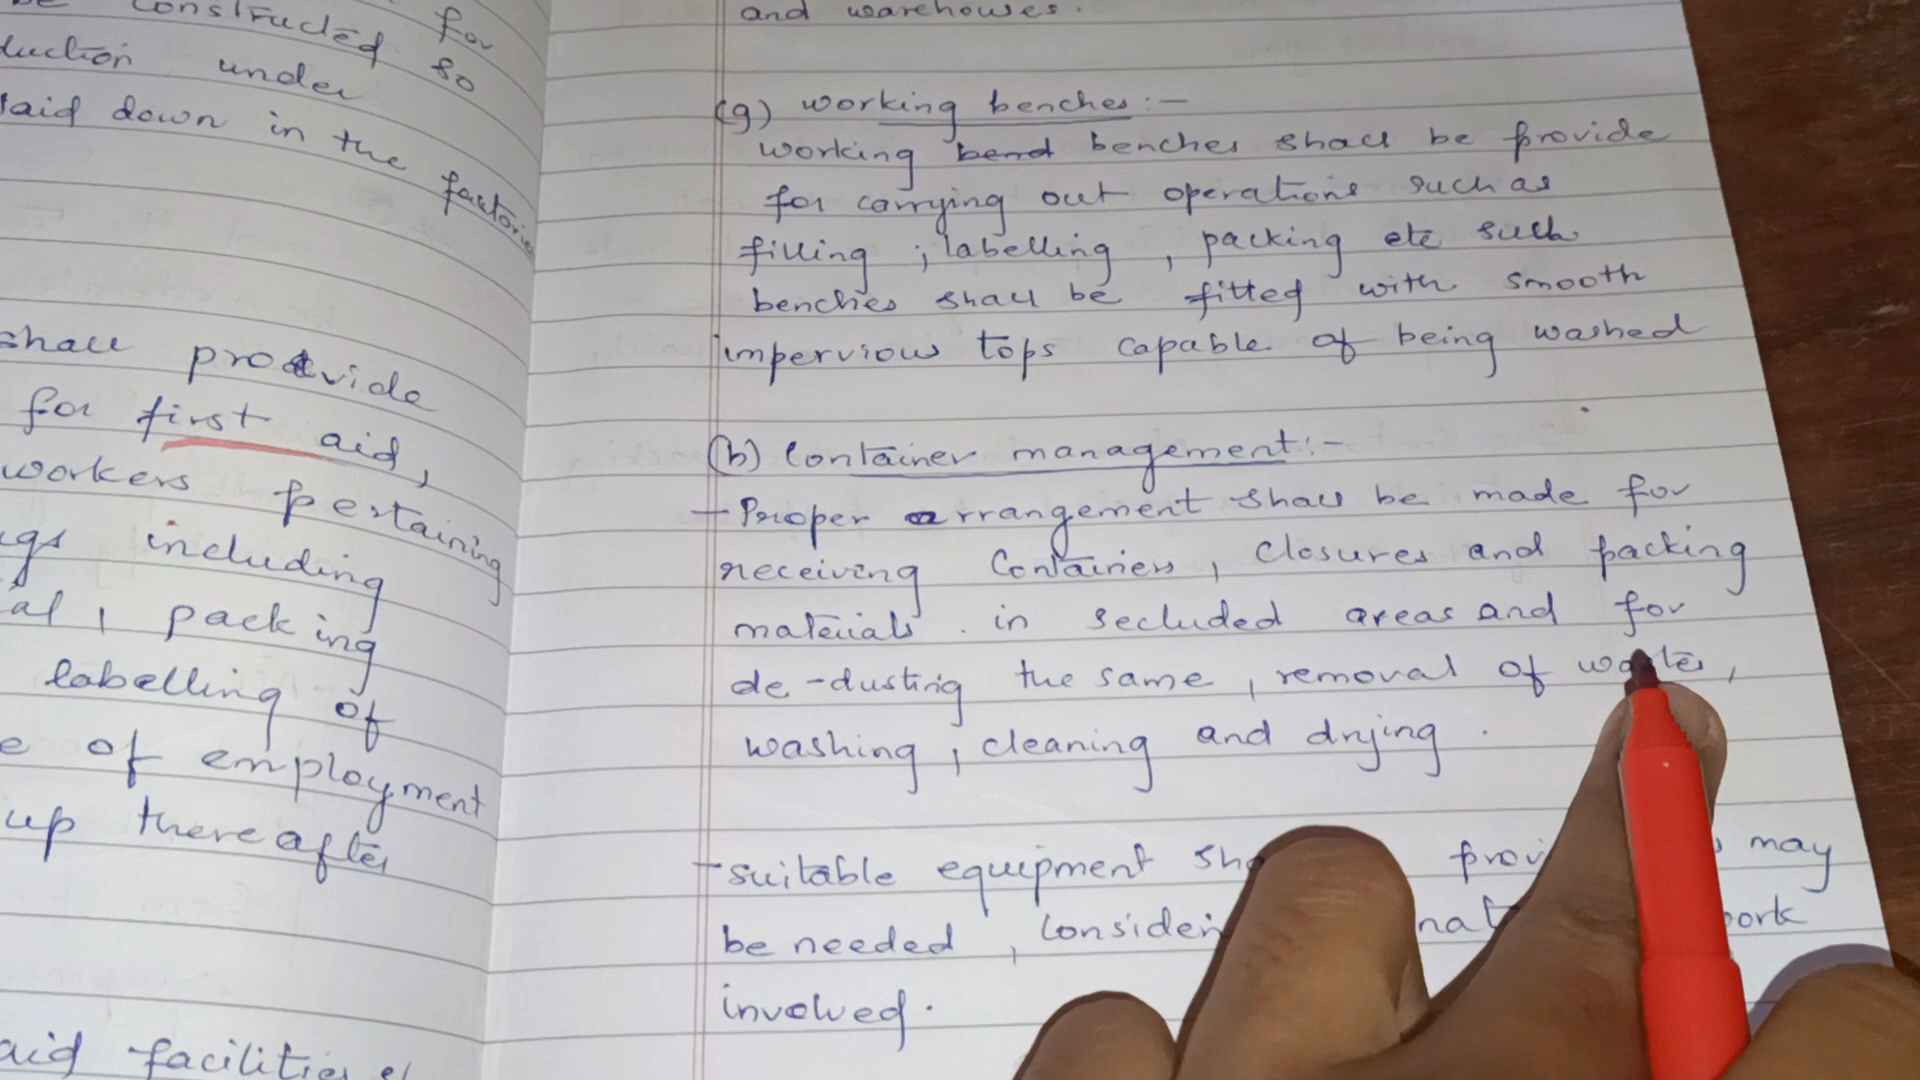 constructed for
duction under so
laid down in the factories
shall provide
for first aid,
workers pertaining
including
al, packing
labelling of
of employment
up thereafter
aid facilities
and warehouses.
(g) working benches :-
working bend benches shall be provide
for carrying out operations such as
filling ; labelling , packing etc such
benches shall be fitted with smooth
impervious tops capable of being washed
(h) Container management :-
- Proper arrangement shall be made for
receiving Containers, closures and packing
materials . in secluded areas and for
de-dusting the same , removal of ,
washing , cleaning and drying .
- suitable equipment may
be needed ,
involved.